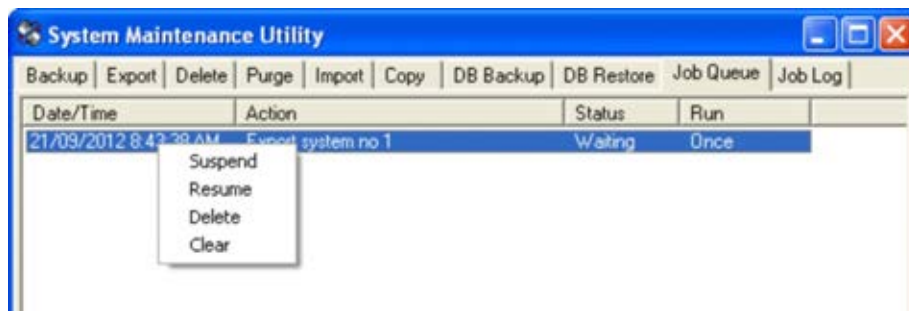 System Maintenance Utility
Backup Export Delete Purge Import Copy DB Backup DB Restore Job Queue Job Log
Date/Time Action Status Run
21/09/2012 8:43:38 AM Export system no 1 Waiting Once
Suspend
Resume
Delete
Clear